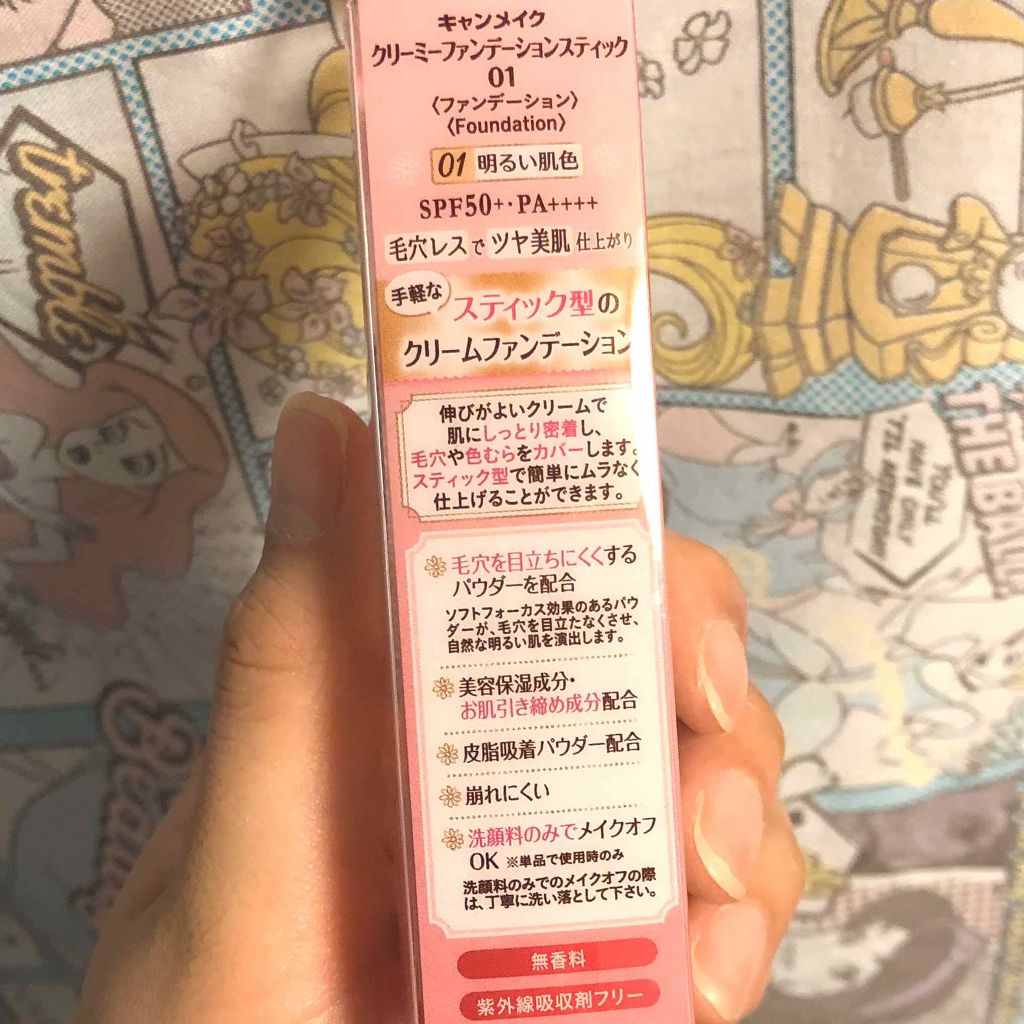 キャンメイク
クリーミーファンデーションスティック
01
〈ファンデーション〉
〈Foundation〉
01 明るい肌色
SPF50+・PA++++
毛穴レスでツヤ美肌仕上がり
手軽な
スティック型の
クリームファンデーション
伸びがよいクリームで
肌にしっとり密着し、
毛穴や色むらをカバーします。
スティック型で簡単にムラなく
仕上げることができます。
毛穴を目立ちにくくする
パウダーを配合
ソフトフォーカス効果のあるパウ
ダーが、毛穴を目立たなくさせ、
自然な明るい肌を演出します。
美容保湿成分・
お肌引き締め成分配合
皮脂吸着パウダー配合
崩れにくい
洗顔料のみでメイクオフ
OK ※単品で使用時のみ
洗顔料のみでのメイクオフの際
は、丁寧に洗い落として下さい。
無香料
紫外線吸収剤フリー
tremble
THE BALL
YOU'LL
HAVE ONLY
'TIL MIDNIGHT